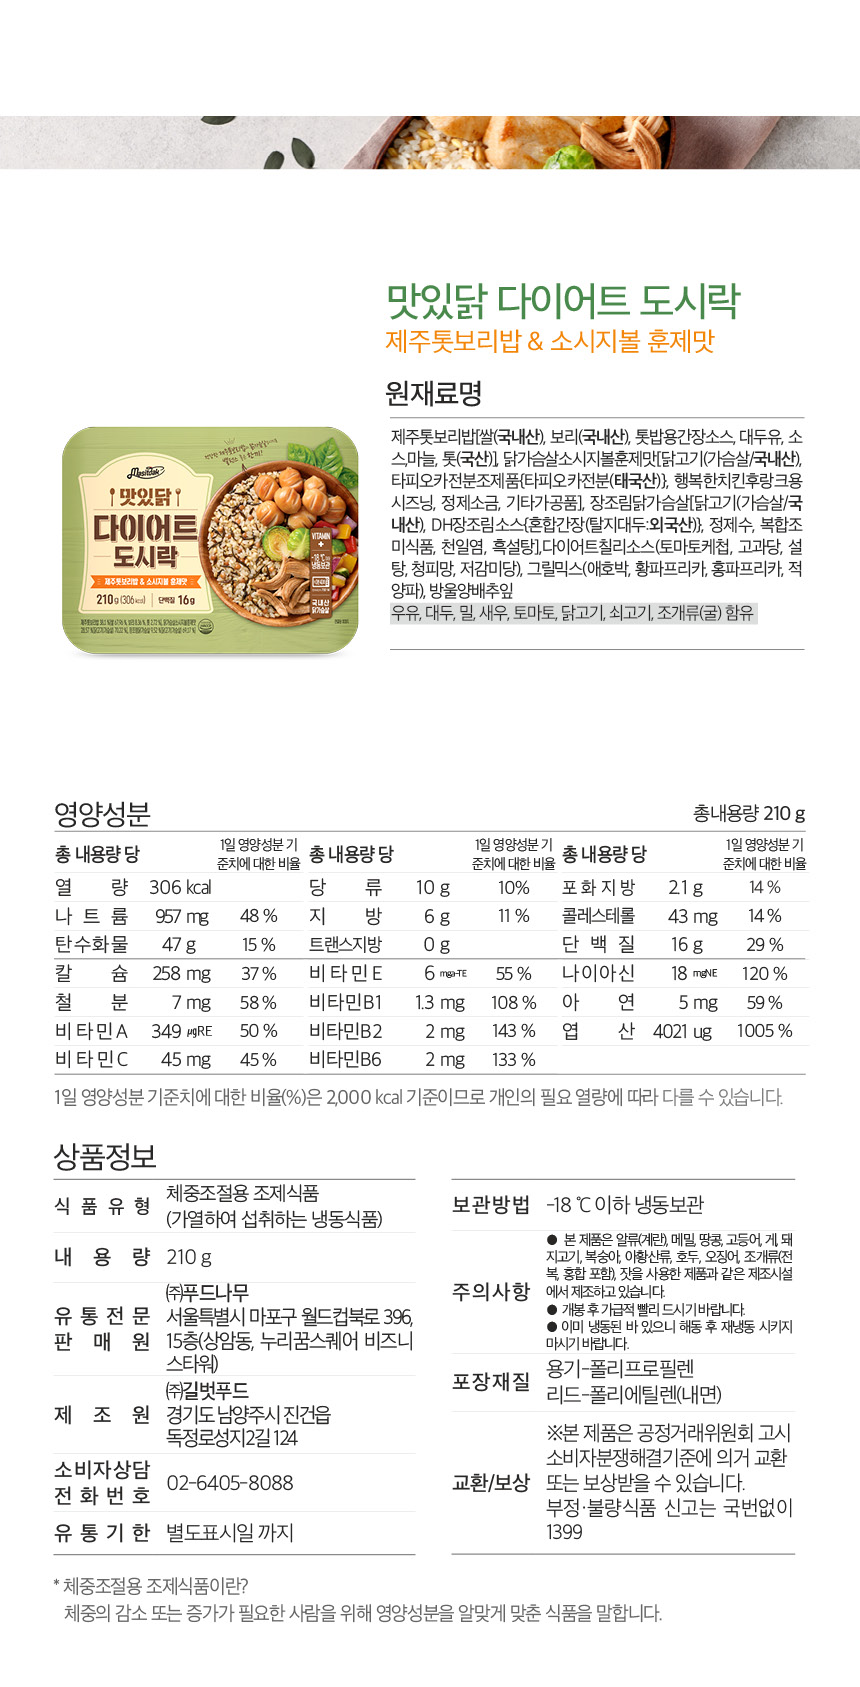 맛있닭 다이어트 도시락
제주톳보리밥 & 소시지볼 훈제맛
원재료명
제주톳보리밥[쌀(국내산), 보리(국내산), 톳밥용간장소스, 대두유, 소
스,마늘, 톳(국산)], 닭가슴살소시지볼훈제맛[닭고기(가슴살/국내산),
타피오카전분조제품{타피오카전분(태국산)}, 행복한치킨후랑크용
시즈닝, 정제소금, 기타가공품], 장조림닭가슴살[닭고기(가슴살/국
내산), DH장조림소스{혼합간장(탈지대두:외국산)}, 정제수, 복합조
미식품, 천일염, 흑설탕],다이어트칠리소스(토마토케첩, 고과당, 설
탕, 청피망, 저감미당), 그릴믹스(애호박, 황파프리카, 홍파프리카, 적
양파), 방울양배추잎
우유, 대두, 밀, 새우, 토마토, 닭고기, 쇠고기, 조개류(굴) 함유
Masitdak
맛있닭
다이어트
도시락
제주톳보리밥 & 소시지볼 훈제맛
210 g (306 kcal) 단백질 16 g
VITAMIN
+
-18 ℃
냉동보관
국내산
닭가슴살
영양성분
총내용량 210 g
총 내용량 당 1일 영양성분 기준치에 대한 비율 총 내용량 당 1일 영양성분 기준치에 대한 비율 총 내용량 당 1일 영양성분 기준치에 대한 비율
열 량 306 kcal 당 류 10 g 10% 포화지방 2.1 g 14 %
나트륨 957 mg 48 % 지 방 6 g 11 % 콜레스테롤 43 mg 14 %
탄수화물 47 g 15 % 트랜스지방 0 g 단백질 16 g 29 %
칼 슘 258 mg 37 % 비타민E 6 mgα-TE 55 % 나이아신 18 mgNE 120 %
철 분 7 mg 58 % 비타민B1 1.3 mg 108 % 아 연 5 mg 59 %
비타민A 349 ㎍RE 50 % 비타민B2 2 mg 143 % 엽 산 4021 ug 1005 %
비타민C 45 mg 45 % 비타민B6 2 mg 133 %
1일 영양성분 기준치에 대한 비율(%)은 2,000 kcal 기준이므로 개인의 필요 열량에 따라 다를 수 있습니다.
상품정보
식품유형 체중조절용 조제식품
(가열하여 섭취하는 냉동식품)
내 용 량 210 g
유통전문
판 매 원
㈜푸드나무
서울특별시 마포구 월드컵북로 396,
15층(상암동, 누리꿈스퀘어 비즈니
스타워)
제 조 원
㈜길벗푸드
경기도 남양주시 진건읍
독정로성지2길 124
소비자상담
전화번호
02-6405-8088
유통기한 별도표시일 까지
보관방법 -18 ℃ 이하 냉동보관
주의사항
● 본 제품은 알류(계란), 메밀, 땅콩, 고등어, 게, 돼
지고기, 복숭아, 아황산류, 호두, 오징어, 조개류(전
복, 홍합 포함), 잣을 사용한 제품과 같은 제조시설
에서 제조하고 있습니다.
● 개봉 후 가급적 빨리 드시기 바랍니다.
● 이미 냉동된 바 있으니 해동 후 재냉동 시키지
마시기 바랍니다.
포장재질
용기-폴리프로필렌
리드-폴리에틸렌(내면)
교환/보상
※본 제품은 공정거래위원회 고시
소비자분쟁해결기준에 의거 교환
또는 보상받을 수 있습니다.
부정·불량식품 신고는 국번없이
1399
* 체중조절용 조제식품이란?
체중의 감소 또는 증가가 필요한 사람을 위해 영양성분을 알맞게 맞춘 식품을 말합니다.